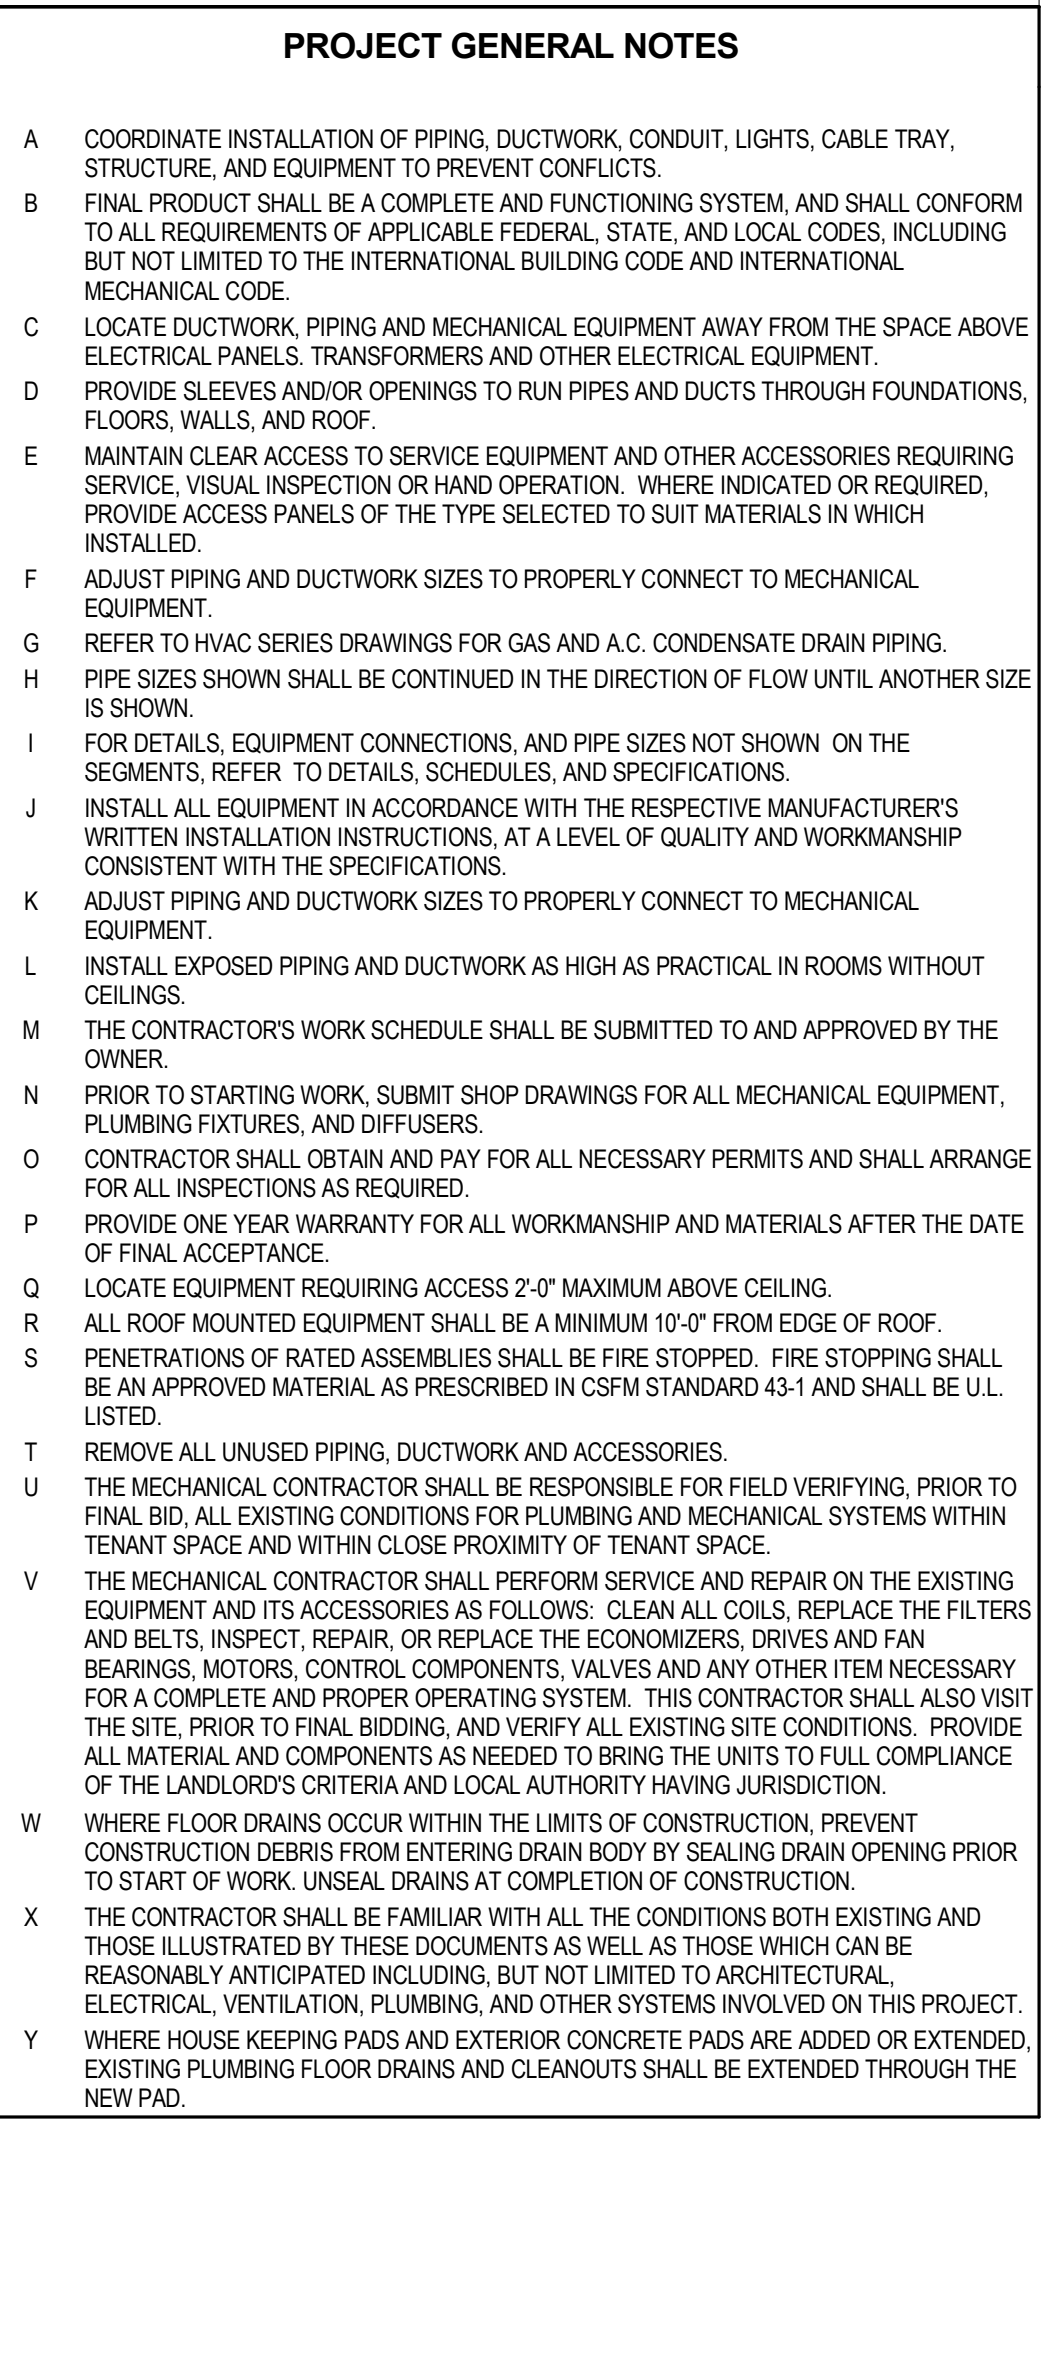 PROJECT GENERAL NOTES
A COORDINATE INSTALLATION OF PIPING, DUCTWORK, CONDUIT, LIGHTS, CABLE TRAY,
STRUCTURE, AND EQUIPMENT TO PREVENT CONFLICTS.
B FINAL PRODUCT SHALL BE A COMPLETE AND FUNCTIONING SYSTEM, AND SHALL CONFORM
TO ALL REQUIREMENTS OF APPLICABLE FEDERAL, STATE, AND LOCAL CODES, INCLUDING
BUT NOT LIMITED TO THE INTERNATIONAL BUILDING CODE AND INTERNATIONAL
MECHANICAL CODE.
C LOCATE DUCTWORK, PIPING AND MECHANICAL EQUIPMENT AWAY FROM THE SPACE ABOVE
ELECTRICAL PANELS. TRANSFORMERS AND OTHER ELECTRICAL EQUIPMENT.
D PROVIDE SLEEVES AND/OR OPENINGS TO RUN PIPES AND DUCTS THROUGH FOUNDATIONS,
FLOORS, WALLS, AND ROOF.
E MAINTAIN CLEAR ACCESS TO SERVICE EQUIPMENT AND OTHER ACCESSORIES REQUIRING
SERVICE, VISUAL INSPECTION OR HAND OPERATION. WHERE INDICATED OR REQUIRED,
PROVIDE ACCESS PANELS OF THE TYPE SELECTED TO SUIT MATERIALS IN WHICH
INSTALLED.
F ADJUST PIPING AND DUCTWORK SIZES TO PROPERLY CONNECT TO MECHANICAL
EQUIPMENT.
G REFER TO HVAC SERIES DRAWINGS FOR GAS AND A.C. CONDENSATE DRAIN PIPING.
H PIPE SIZES SHOWN SHALL BE CONTINUED IN THE DIRECTION OF FLOW UNTIL ANOTHER SIZE
IS SHOWN.
I FOR DETAILS, EQUIPMENT CONNECTIONS, AND PIPE SIZES NOT SHOWN ON THE
SEGMENTS, REFER TO DETAILS, SCHEDULES, AND SPECIFICATIONS.
J INSTALL ALL EQUIPMENT IN ACCORDANCE WITH THE RESPECTIVE MANUFACTURER'S
WRITTEN INSTALLATION INSTRUCTIONS, AT A LEVEL OF QUALITY AND WORKMANSHIP
CONSISTENT WITH THE SPECIFICATIONS.
K ADJUST PIPING AND DUCTWORK SIZES TO PROPERLY CONNECT TO MECHANICAL
EQUIPMENT.
L INSTALL EXPOSED PIPING AND DUCTWORK AS HIGH AS PRACTICAL IN ROOMS WITHOUT
CEILINGS.
M THE CONTRACTOR'S WORK SCHEDULE SHALL BE SUBMITTED TO AND APPROVED BY THE
OWNER.
N PRIOR TO STARTING WORK, SUBMIT SHOP DRAWINGS FOR ALL MECHANICAL EQUIPMENT,
PLUMBING FIXTURES, AND DIFFUSERS.
O CONTRACTOR SHALL OBTAIN AND PAY FOR ALL NECESSARY PERMITS AND SHALL ARRANGE
FOR ALL INSPECTIONS AS REQUIRED.
P PROVIDE ONE YEAR WARRANTY FOR ALL WORKMANSHIP AND MATERIALS AFTER THE DATE
OF FINAL ACCEPTANCE.
Q LOCATE EQUIPMENT REQUIRING ACCESS 2'-0" MAXIMUM ABOVE CEILING.
R ALL ROOF MOUNTED EQUIPMENT SHALL BE A MINIMUM 10'-0" FROM EDGE OF ROOF.
S PENETRATIONS OF RATED ASSEMBLIES SHALL BE FIRE STOPPED. FIRE STOPPING SHALL
BE AN APPROVED MATERIAL AS PRESCRIBED IN CSFM STANDARD 43-1 AND SHALL BE U.L.
LISTED.
T REMOVE ALL UNUSED PIPING, DUCTWORK AND ACCESSORIES.
U THE MECHANICAL CONTRACTOR SHALL BE RESPONSIBLE FOR FIELD VERIFYING, PRIOR TO
FINAL BID, ALL EXISTING CONDITIONS FOR PLUMBING AND MECHANICAL SYSTEMS WITHIN
TENANT SPACE AND WITHIN CLOSE PROXIMITY OF TENANT SPACE.
V THE MECHANICAL CONTRACTOR SHALL PERFORM SERVICE AND REPAIR ON THE EXISTING
EQUIPMENT AND ITS ACCESSORIES AS FOLLOWS: CLEAN ALL COILS, REPLACE THE FILTERS
AND BELTS, INSPECT, REPAIR, OR REPLACE THE ECONOMIZERS, DRIVES AND FAN
BEARINGS, MOTORS, CONTROL COMPONENTS, VALVES AND ANY OTHER ITEM NECESSARY
FOR A COMPLETE AND PROPER OPERATING SYSTEM. THIS CONTRACTOR SHALL ALSO VISIT
THE SITE, PRIOR TO FINAL BIDDING, AND VERIFY ALL EXISTING SITE CONDITIONS. PROVIDE
ALL MATERIAL AND COMPONENTS AS NEEDED TO BRING THE UNITS TO FULL COMPLIANCE
OF THE LANDLORD'S CRITERIA AND LOCAL AUTHORITY HAVING JURISDICTION.
W WHERE FLOOR DRAINS OCCUR WITHIN THE LIMITS OF CONSTRUCTION, PREVENT
CONSTRUCTION DEBRIS FROM ENTERING DRAIN BODY BY SEALING DRAIN OPENING PRIOR
TO START OF WORK. UNSEAL DRAINS AT COMPLETION OF CONSTRUCTION.
X THE CONTRACTOR SHALL BE FAMILIAR WITH ALL THE CONDITIONS BOTH EXISTING AND
THOSE ILLUSTRATED BY THESE DOCUMENTS AS WELL AS THOSE WHICH CAN BE
REASONABLY ANTICIPATED INCLUDING, BUT NOT LIMITED TO ARCHITECTURAL,
ELECTRICAL, VENTILATION, PLUMBING, AND OTHER SYSTEMS INVOLVED ON THIS PROJECT.
Y WHERE HOUSE KEEPING PADS AND EXTERIOR CONCRETE PADS ARE ADDED OR EXTENDED,
EXISTING PLUMBING FLOOR DRAINS AND CLEANOUTS SHALL BE EXTENDED THROUGH THE
NEW PAD.